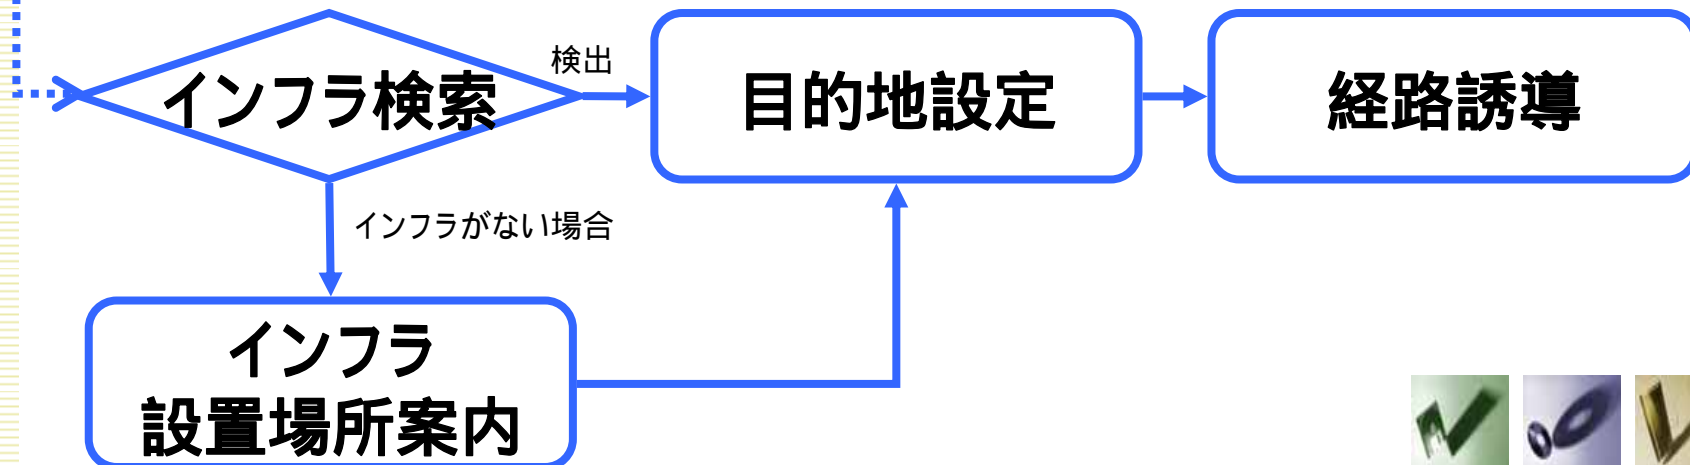 インフラ検索
検出
目的地設定
経路誘導
インフラがない場合
インフラ
設置場所案内